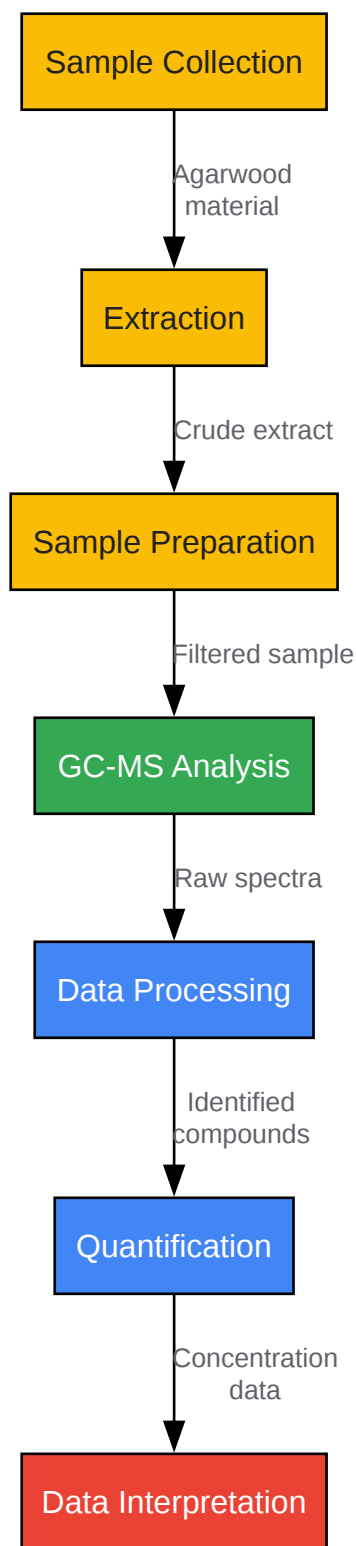 Sample Collection
Agarwood
material
Extraction
Crude extract
Sample Preparation
Filtered sample
GC-MS Analysis
Raw spectra
Data Processing
Identified
compounds
Quantification
Concentration
data
Data Interpretation